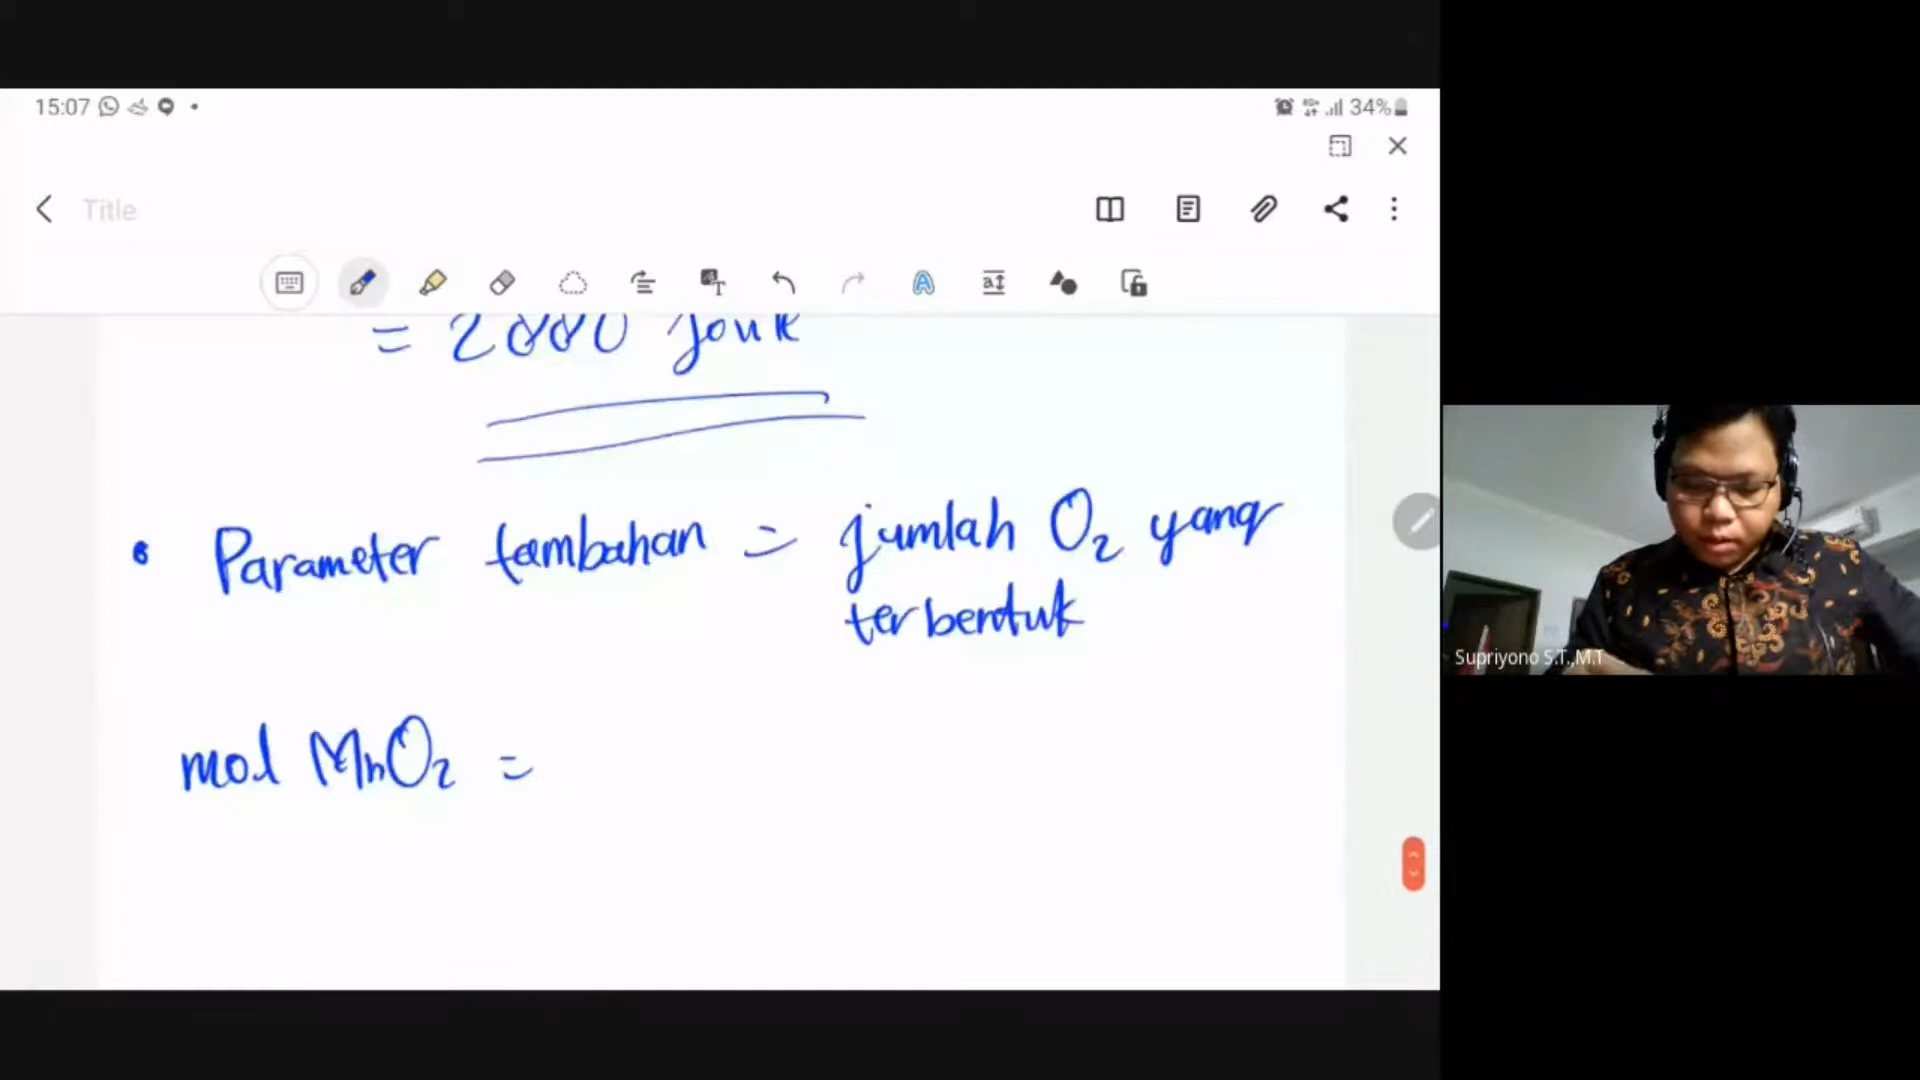 15:07
34%
Title
= 2000 Joule
• Parameter tambahan = jumlah O2 yang
terbentuk
mol MnO2 =
Supriyono S.T.,M.T